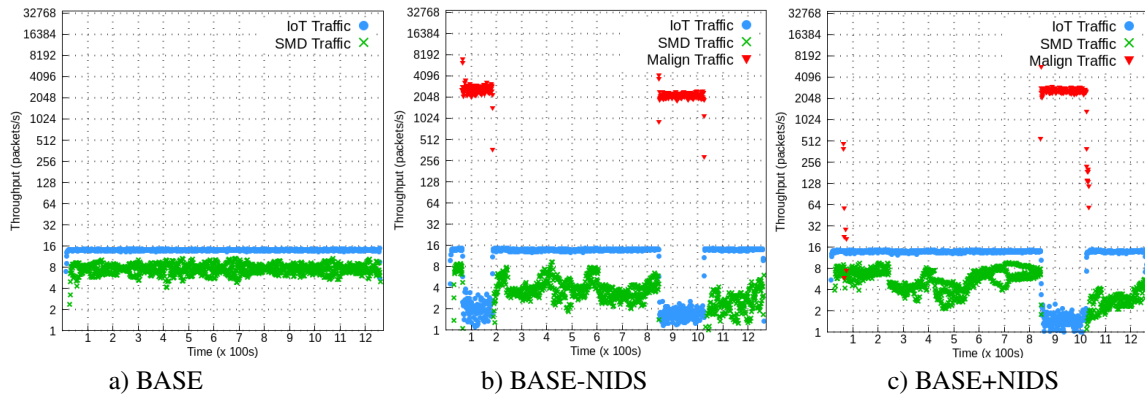 32768
16384
8192
4096
2048
1024
512
256
128
64
32
16
8
4
2
1
Throughput (packets/s)
IoT Traffic
SMD Traffic
1 2 3 4 5 6 7 8 9 10 11 12
Time (x 100s)
a) BASE
32768
16384
8192
4096
2048
1024
512
256
128
64
32
16
8
4
2
1
Throughput (packets/s)
IoT Traffic
SMD Traffic
Malign Traffic
1 2 3 4 5 6 7 8 9 10 11 12
Time (x 100s)
b) BASE-NIDS
32768
16384
8192
4096
2048
1024
512
256
128
64
32
16
8
4
2
1
Throughput (packets/s)
IoT Traffic
SMD Traffic
Malign Traffic
1 2 3 4 5 6 7 8 9 10 11 12
Time (x 100s)
c) BASE+NIDS